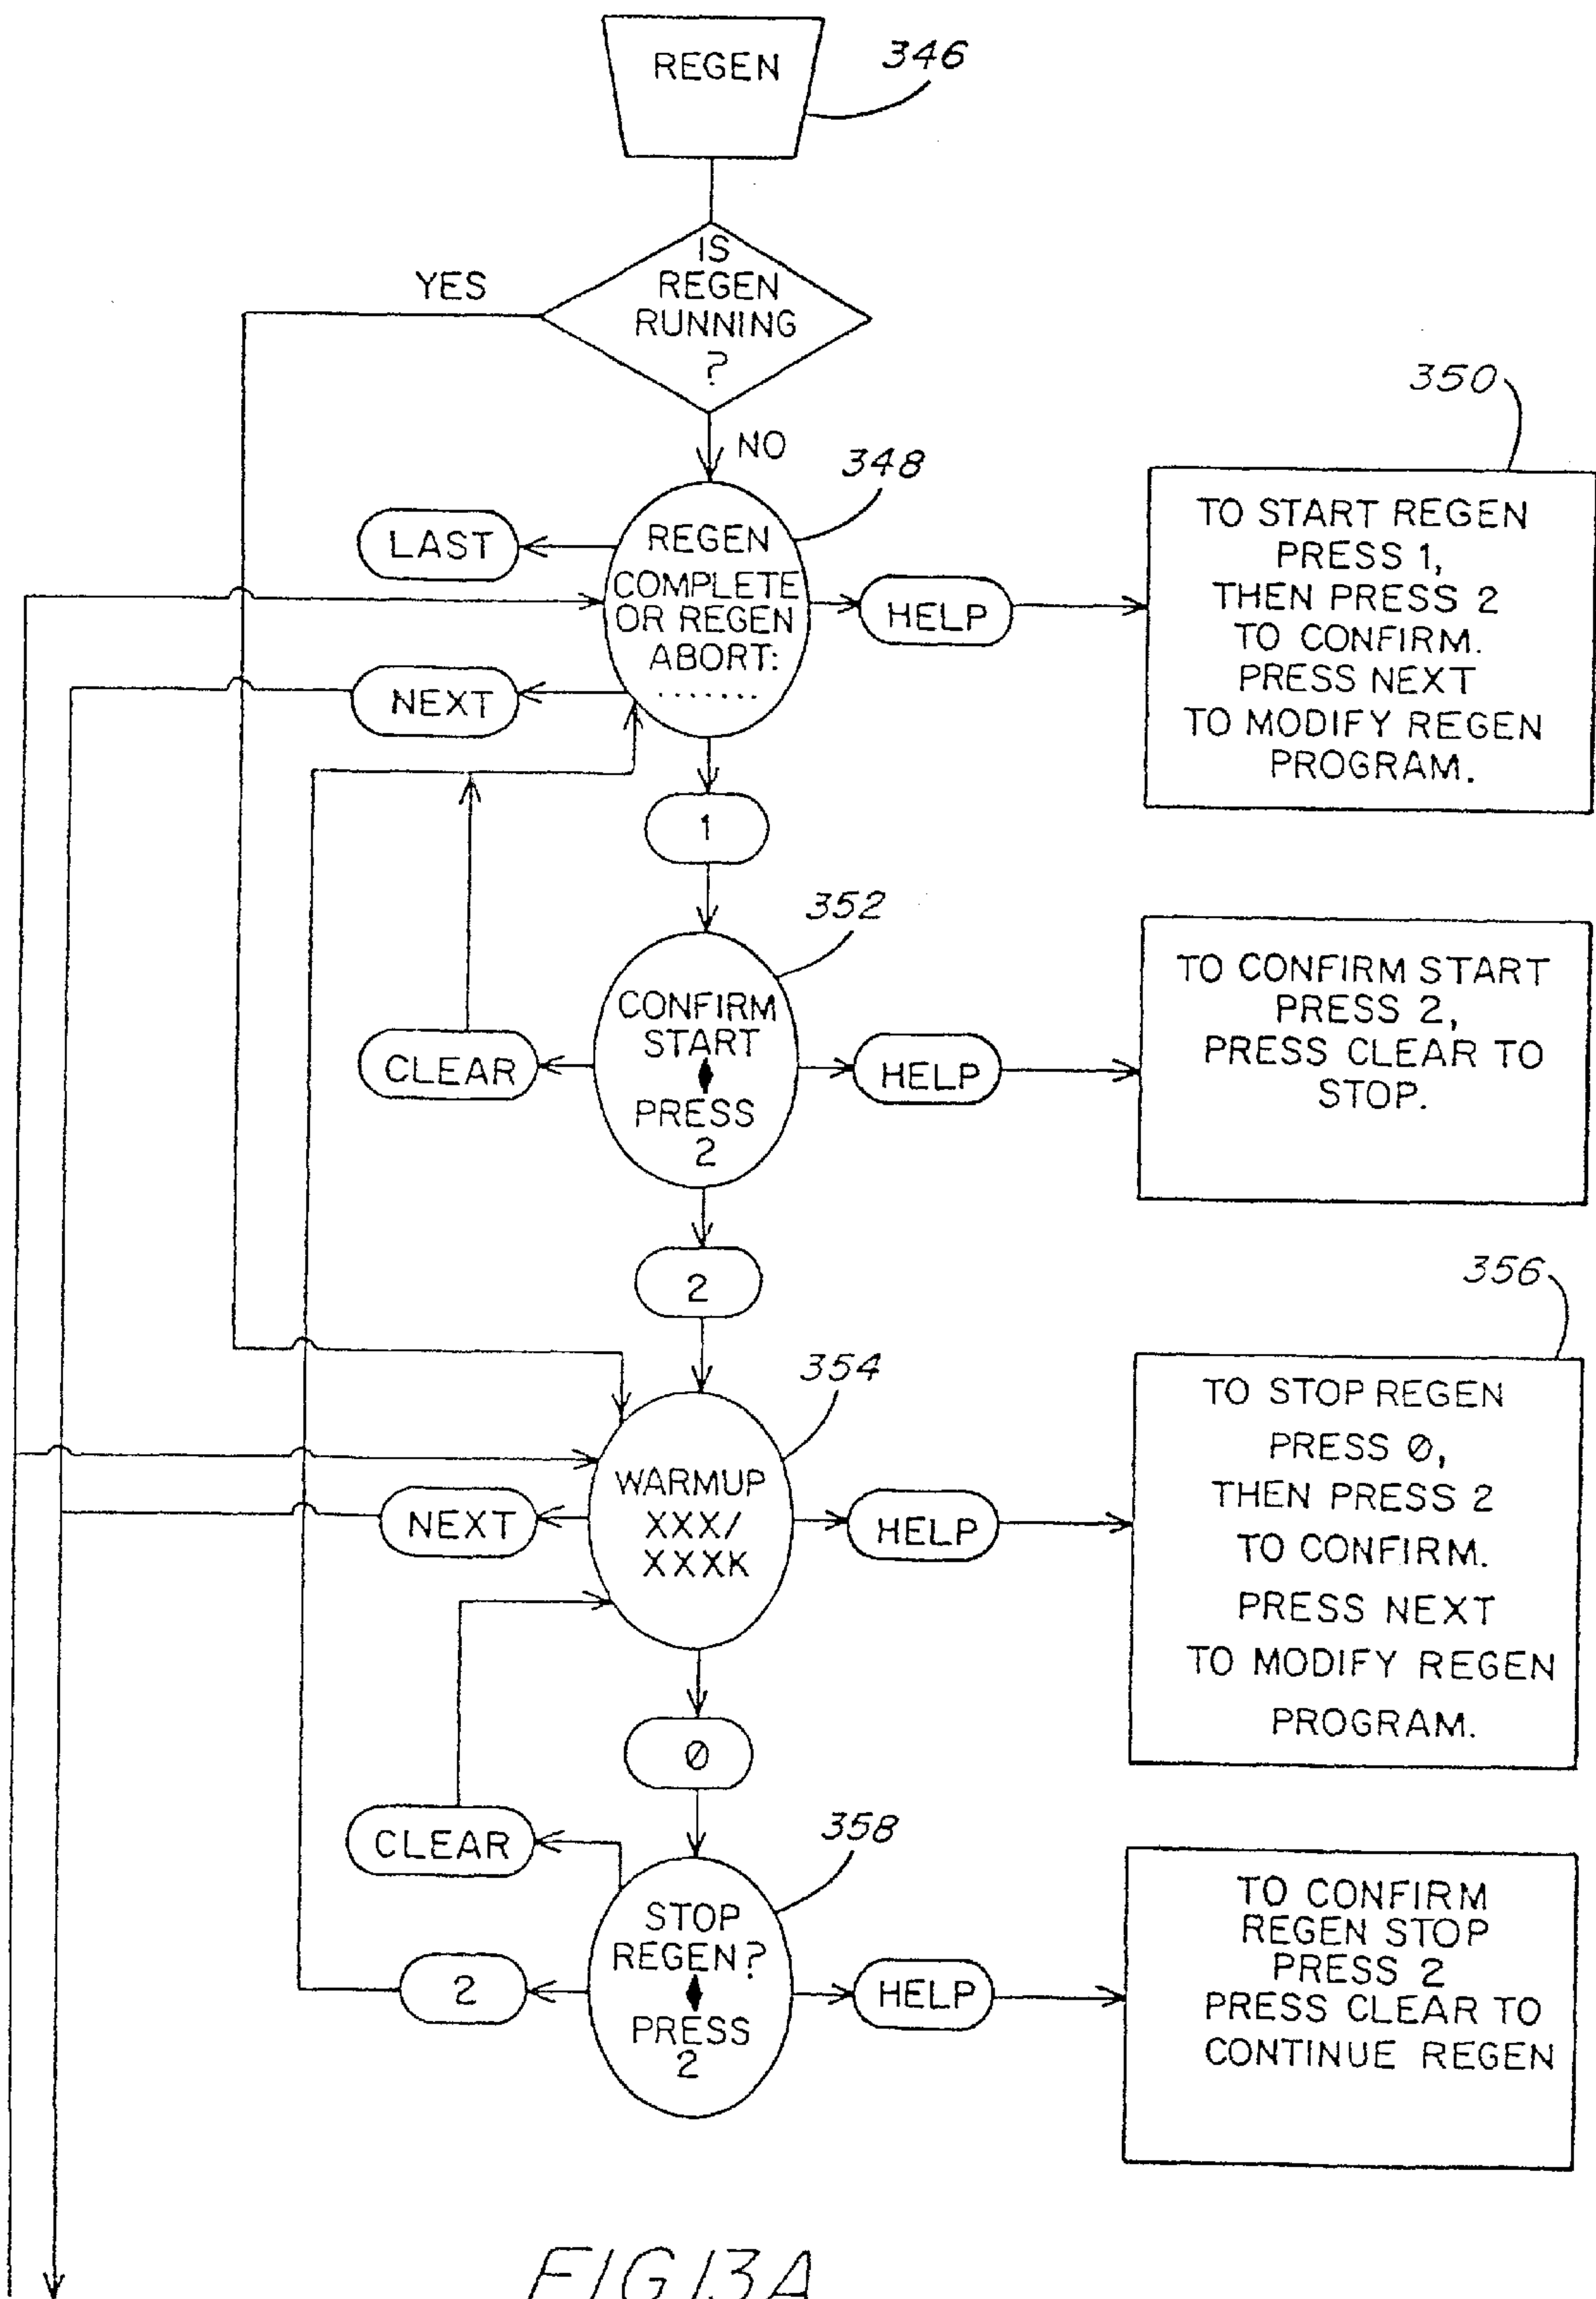 REGEN
346
IS
REGEN
RUNNING
?
YES
NO
348
350
LAST
REGEN
COMPLETE
OR REGEN
ABORT:
.......
HELP
NEXT
TO START REGEN
PRESS 1,
THEN PRESS 2
TO CONFIRM.
PRESS NEXT
TO MODIFY REGEN
PROGRAM.
1
352
CONFIRM
START
PRESS
2
CLEAR
HELP
TO CONFIRM START
PRESS 2,
PRESS CLEAR TO
STOP.
2
354
356
WARMUP
XXX/
XXXK
NEXT
HELP
TO STOP REGEN
PRESS Ø,
THEN PRESS 2
TO CONFIRM.
PRESS NEXT
TO MODIFY REGEN
PROGRAM.
Ø
CLEAR
358
STOP
REGEN?
PRESS
2
2
HELP
TO CONFIRM
REGEN STOP
PRESS 2
PRESS CLEAR TO
CONTINUE REGEN
FIG 13A